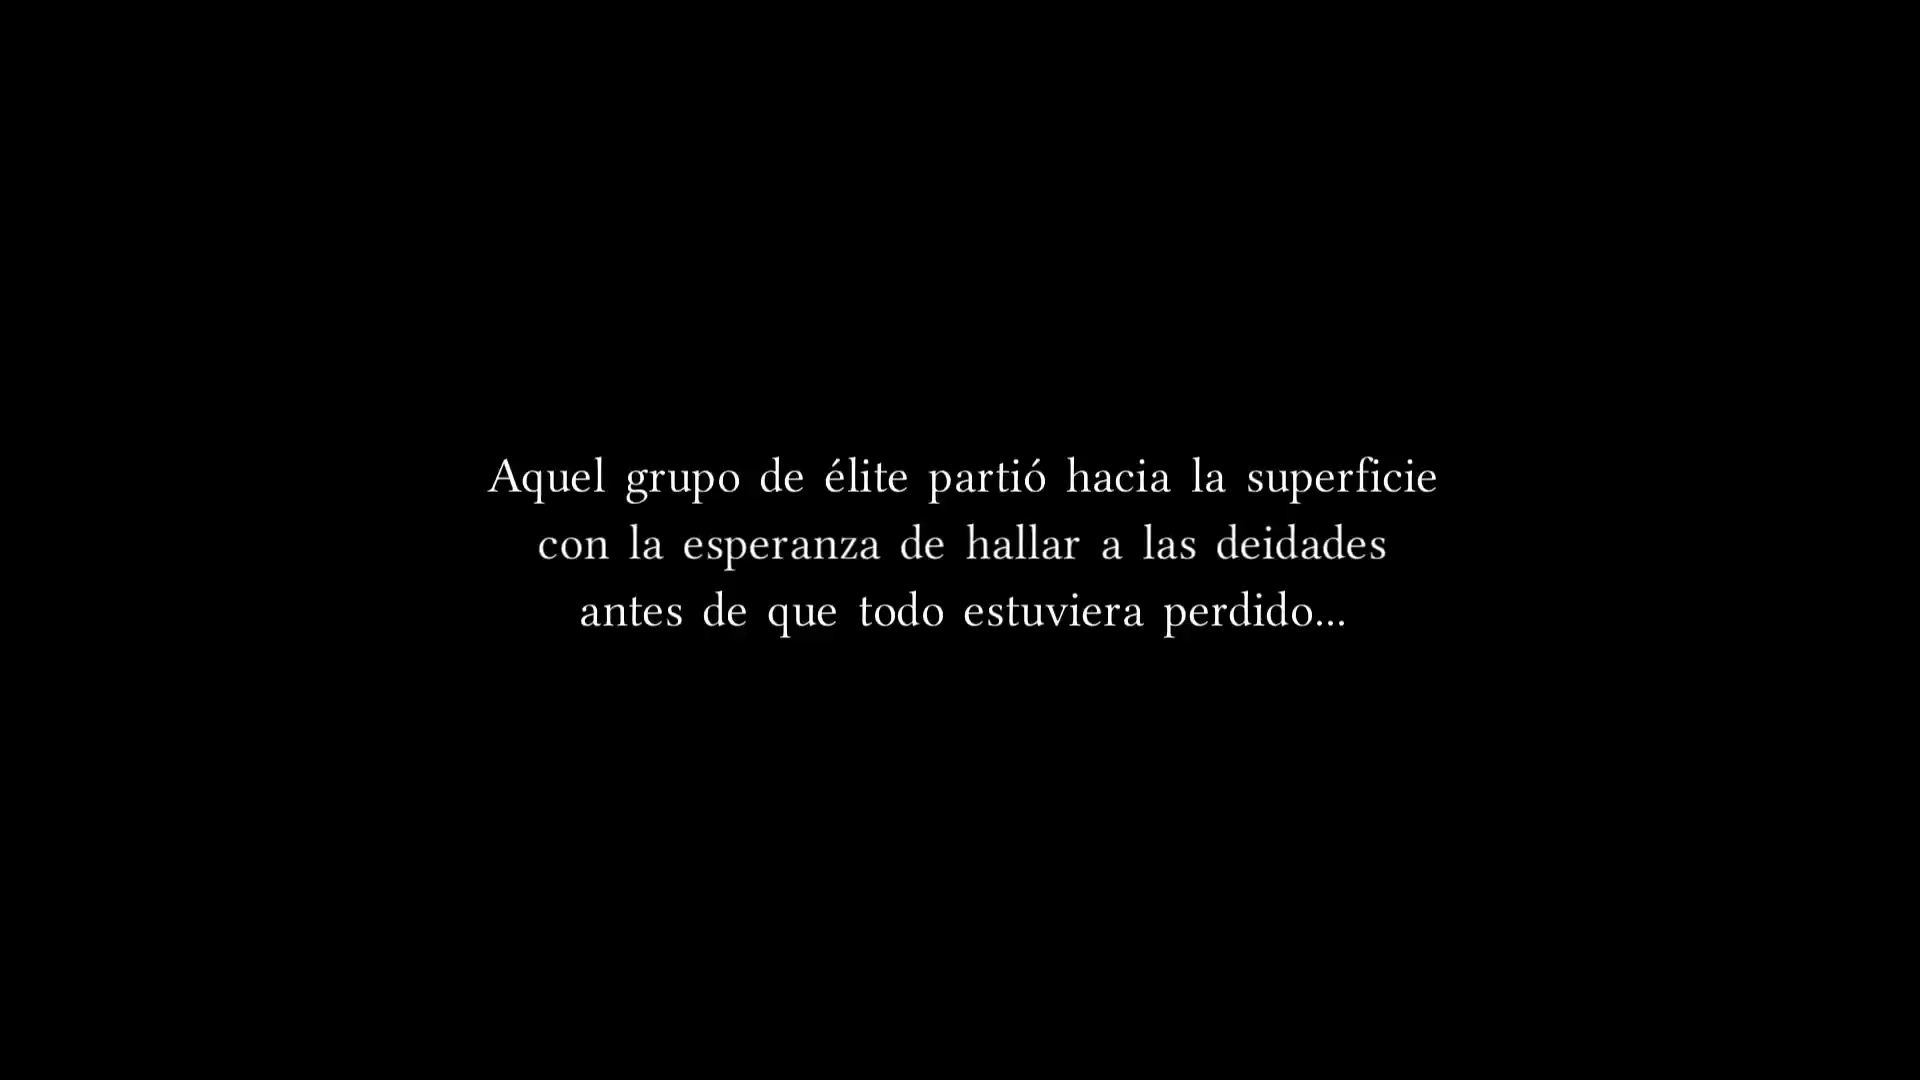 Aquel grupo de élite partió hacia la superficie
con la esperanza de hallar a las deidades
antes de que todo estuviera perdido...